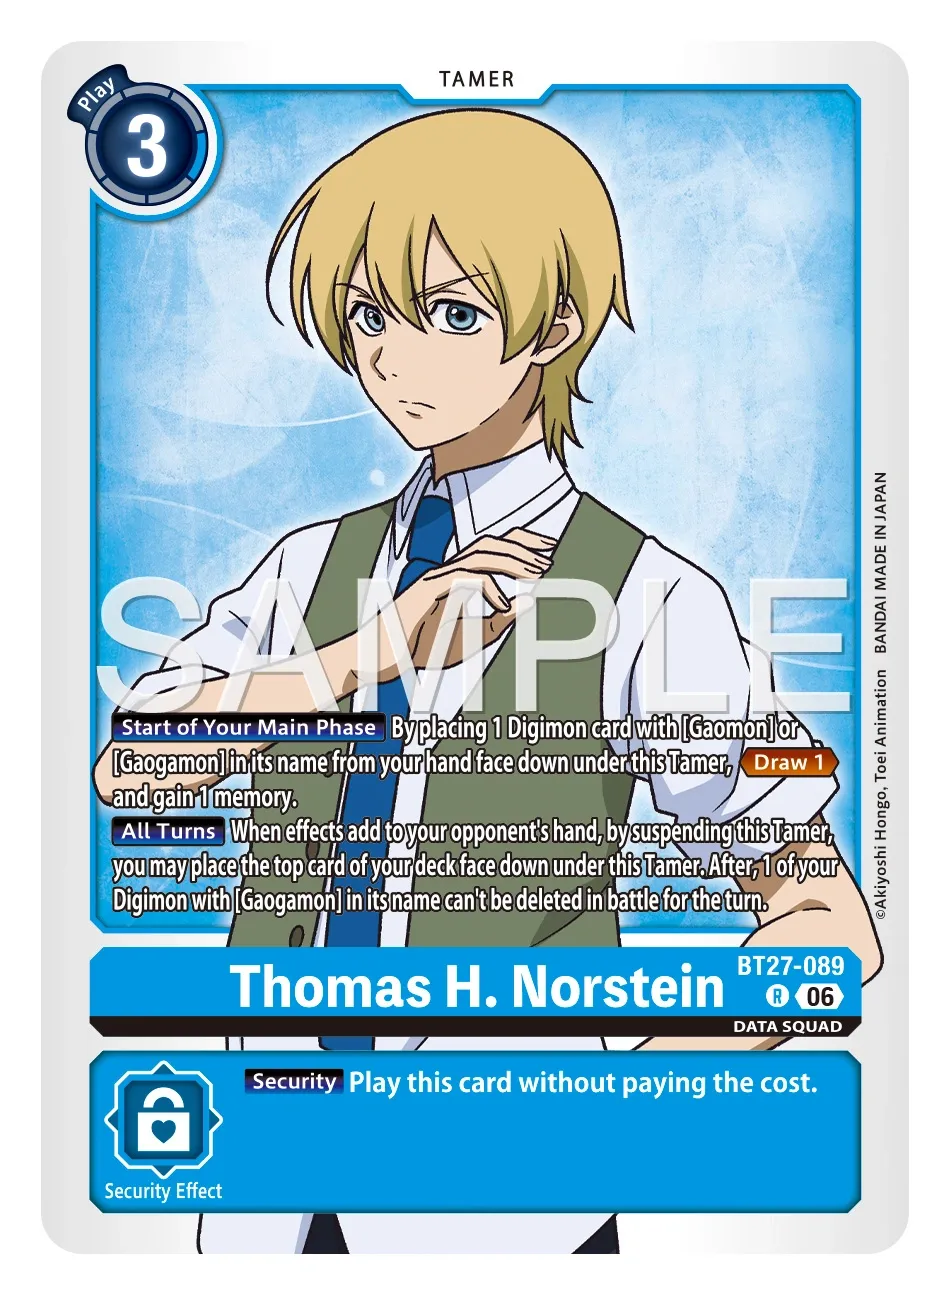 TAMER
Play
3
SAMPLE
Start of Your Main Phase By placing 1 Digimon card with [Gaomon] or
[Gaogamon] in its name from your hand face down under this Tamer, Draw 1
and gain 1 memory.
All Turns When effects add to your opponent's hand, by suspending this Tamer,
you may place the top card of your deck face down under this Tamer. After, 1 of your
Digimon with [Gaogamon] in its name can't be deleted in battle for the turn.
©Akiyoshi Hongo, Toei Animation BANDAI MADE IN JAPAN
Thomas H. Norstein
BT27-089
R 06
DATA SQUAD
Security Play this card without paying the cost.
Security Effect